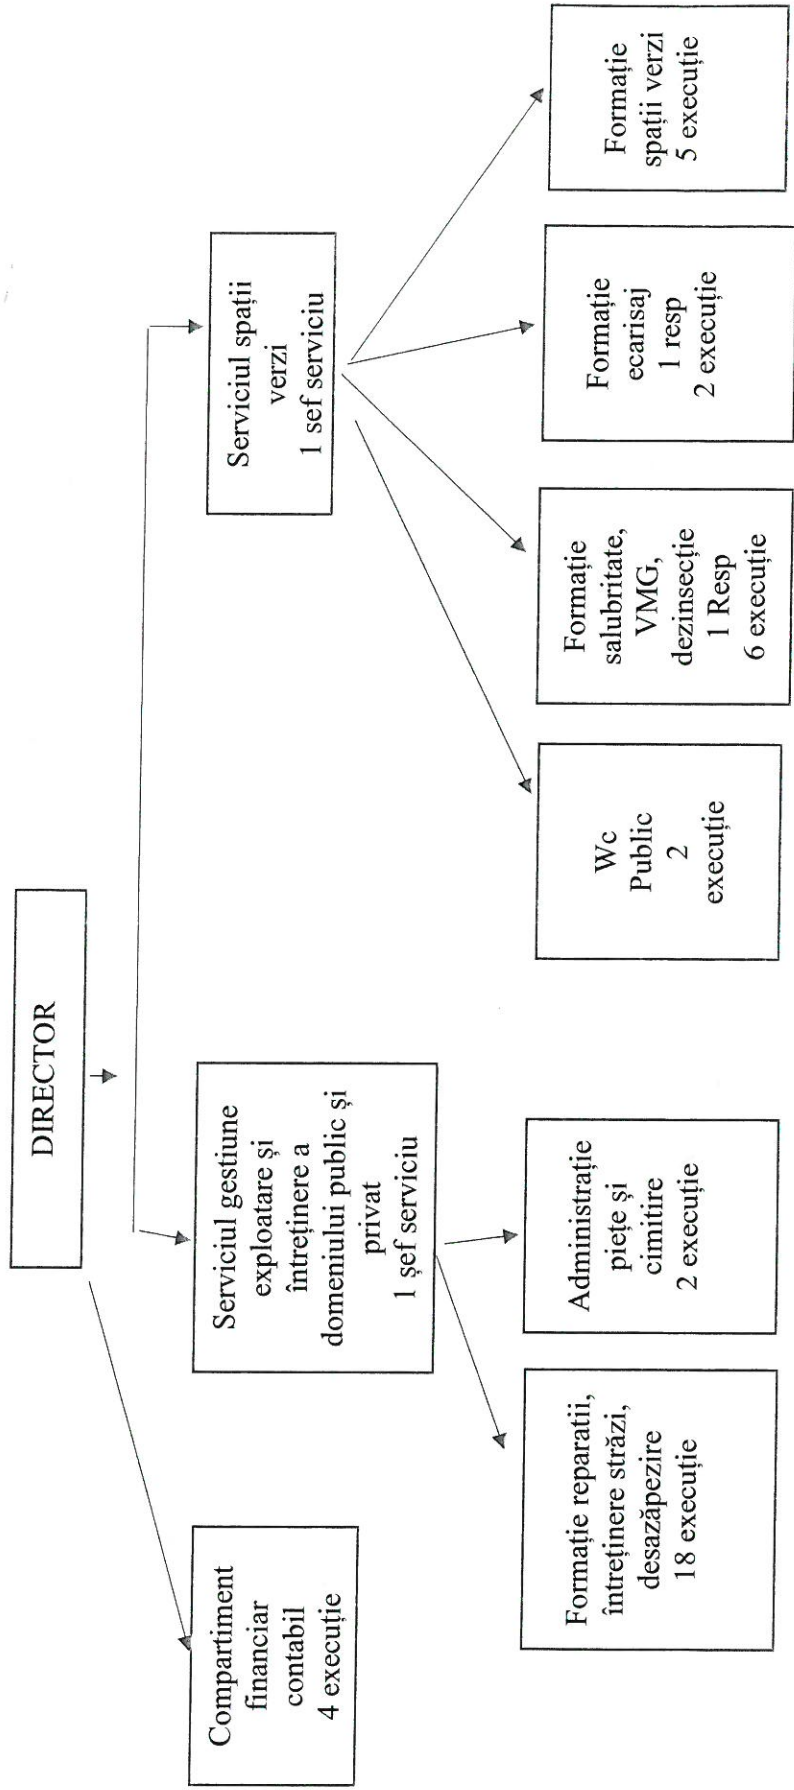 DIRECTOR
Compartiment
financiar
contabil
4 execuție
Serviciul gestiune
exploatare și
întreținere a
domeniului public și
privat
1 șef serviciu
Serviciul spații
verzi
1 sef serviciu
Formație reparatii,
întreținere străzi,
desazăpezire
18 execuție
Administrație
piețe și
cimitire
2 execuție
Wc
Public
2
execuție
Formație
salubritate,
VMG,
dezinsecție
1 Resp
6 execuție
Formație
ecarisaj
1 resp
2 execuție
Formație
spații verzi
5 execuție